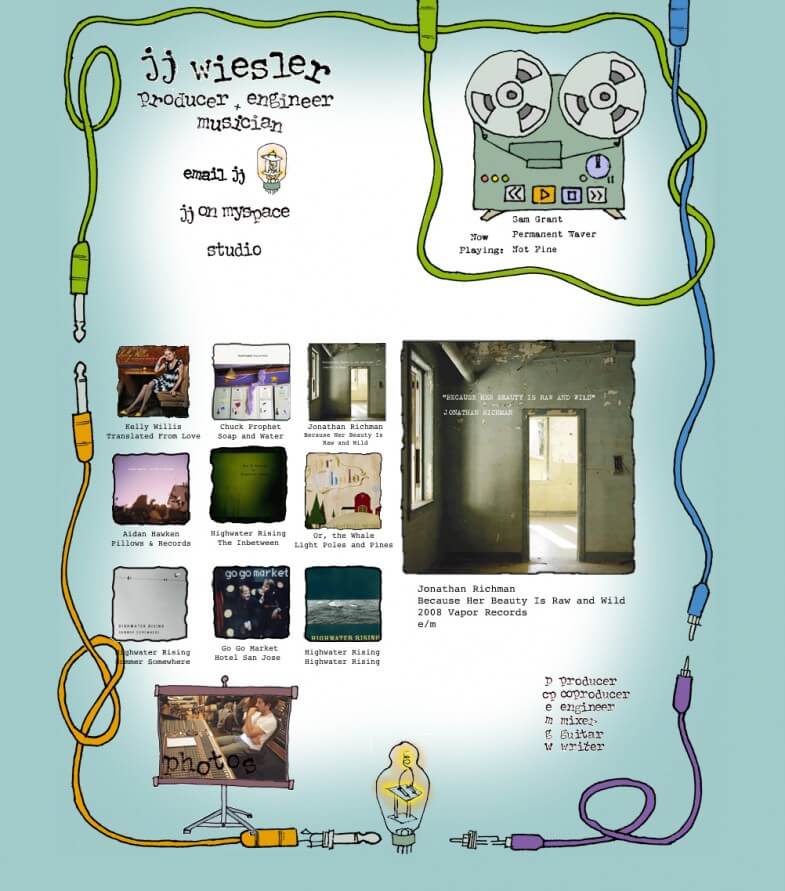 jj wiesler
producer + engineer
musician
email jj
jj on myspace
studio
Sam Grant
Now
Permanent Waver
Playing:
Not Fine
Kelly Willis
Translated From Love
Chuck Prophet
Soap and Water
Jonathan Richman
Because Her Beauty Is
Raw and Wild
Aidan Hawken
Pillows & Records
Highwater Rising
The Inbetween
Or, the Whale
Light Poles and Pines
HIGHWATER RISING
SUMMER SOMEWHERE
Highwater Rising
Summer Somewhere
go go market
Go Go Market
Hotel San Jose
HIGHWATER RISING
Highwater Rising
Highwater Rising
"BECAUSE HER BEAUTY IS RAW AND WILD"
JONATHAN RICHMAN
Jonathan Richman
Because Her Beauty Is Raw and Wild
2008 Vapor Records
e/m
p producer
cp coproducer
e engineer
m mixer
g guitar
w writer
photos